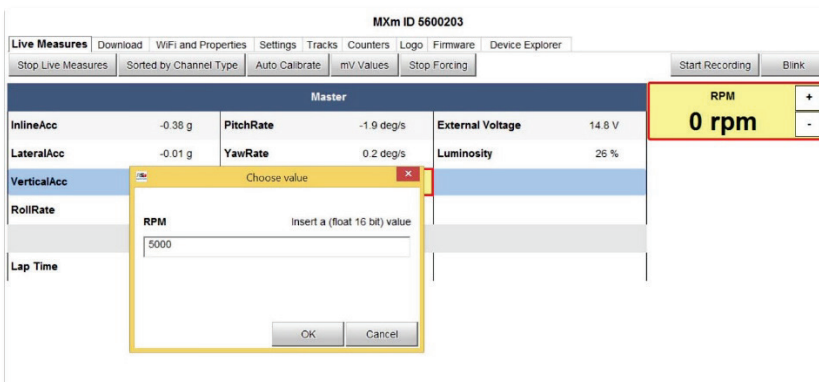 MXm ID 5600203
Live Measures Download WiFi and Properties Settings Tracks Counters Logo Firmware Device Explorer
Stop Live Measures Sorted by Channel Type Auto Calibrate mV Values Stop Forcing Start Recording Blink
Master
RPM +
0 rpm -
InlineAcc -0.38 g PitchRate -1.9 deg/s External Voltage 14.8 V
LateralAcc -0.01 g YawRate 0.2 deg/s Luminosity 26 %
VerticalAcc
RollRate
Lap Time
Choose value ×
RPM Insert a (float 16 bit) value
5000
OK Cancel